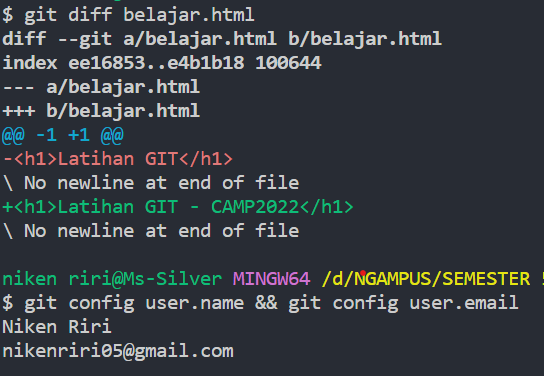 $ git diff belajar.html
diff --git a/belajar.html b/belajar.html
index ee16853..e4b1b18 100644
--- a/belajar.html
+++ b/belajar.html
@@ -1 +1 @@
-<h1>Latihan GIT</h1>
\ No newline at end of file
+<h1>Latihan GIT - CAMP2022</h1>
\ No newline at end of file
niken riri@Ms-Silver MINGW64 /d/NGAMPUS/SEMESTER 5
$ git config user.name && git config user.email
Niken Riri
nikenriri05@gmail.com